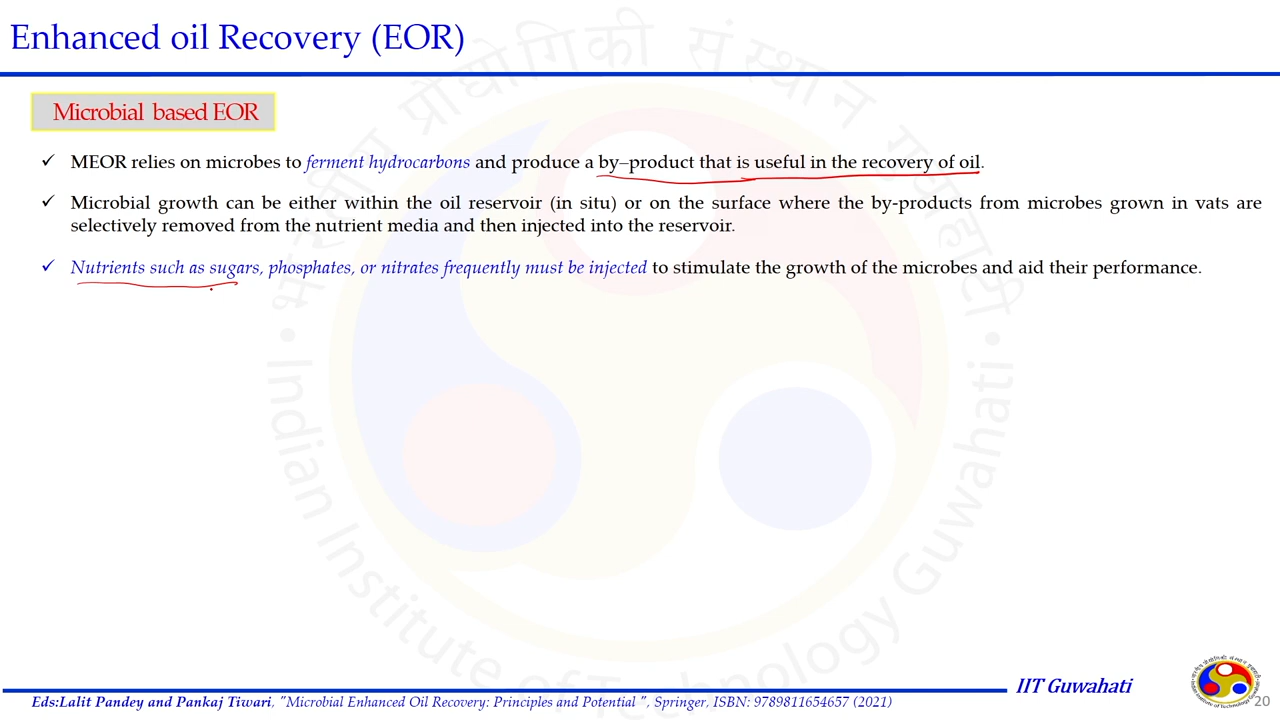 Enhanced oil Recovery (EOR)
Microbial based EOR
✓ MEOR relies on microbes to ferment hydrocarbons and produce a by–product that is useful in the recovery of oil.
✓ Microbial growth can be either within the oil reservoir (in situ) or on the surface where the by-products from microbes grown in vats are
selectively removed from the nutrient media and then injected into the reservoir.
✓ Nutrients such as sugars, phosphates, or nitrates frequently must be injected to stimulate the growth of the microbes and aid their performance.
Indian Institute of Technology Guwahati
IIT Guwahati
Eds:Lalit Pandey and Pankaj Tiwari, "Microbial Enhanced Oil Recovery: Principles and Potential ", Springer, ISBN: 9789811654657 (2021)
20